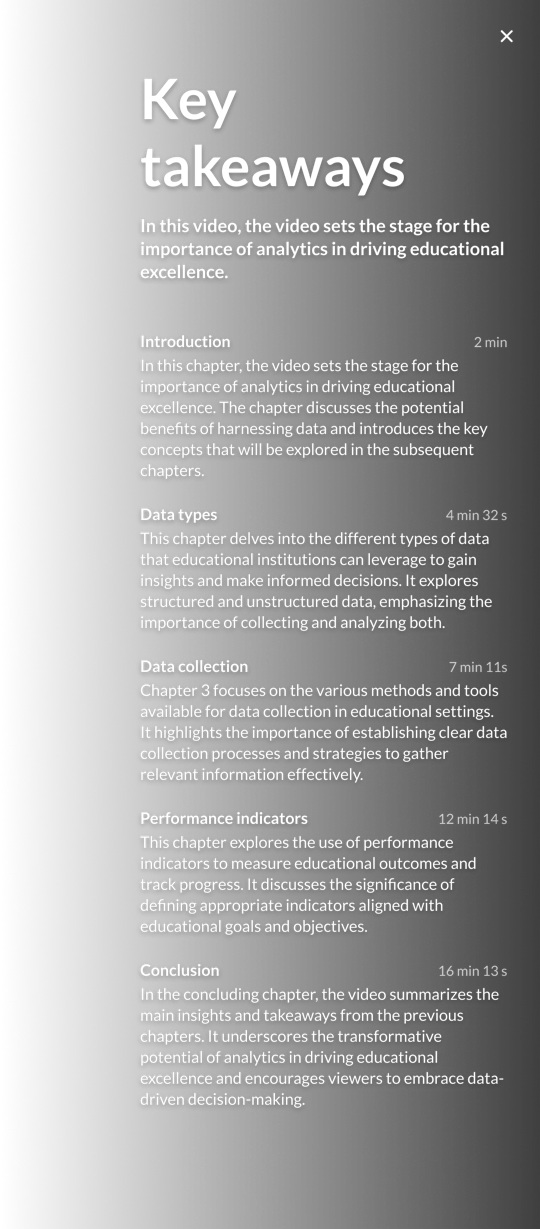 ×
Key
takeaways
In this video, the video sets the stage for the
importance of analytics in driving educational
excellence.
Introduction 2 min
In this chapter, the video sets the stage for the
importance of analytics in driving educational
excellence. The chapter discusses the potential
benefits of harnessing data and introduces the key
concepts that will be explored in the subsequent
chapters.
Data types 4 min 32 s
This chapter delves into the different types of data
that educational institutions can leverage to gain
insights and make informed decisions. It explores
structured and unstructured data, emphasizing the
importance of collecting and analyzing both.
Data collection 7 min 11s
Chapter 3 focuses on the various methods and tools
available for data collection in educational settings.
It highlights the importance of establishing clear data
collection processes and strategies to gather
relevant information effectively.
Performance indicators 12 min 14 s
This chapter explores the use of performance
indicators to measure educational outcomes and
track progress. It discusses the significance of
defining appropriate indicators aligned with
educational goals and objectives.
Conclusion 16 min 13 s
In the concluding chapter, the video summarizes the
main insights and takeaways from the previous
chapters. It underscores the transformative
potential of analytics in driving educational
excellence and encourages viewers to embrace data-
driven decision-making.